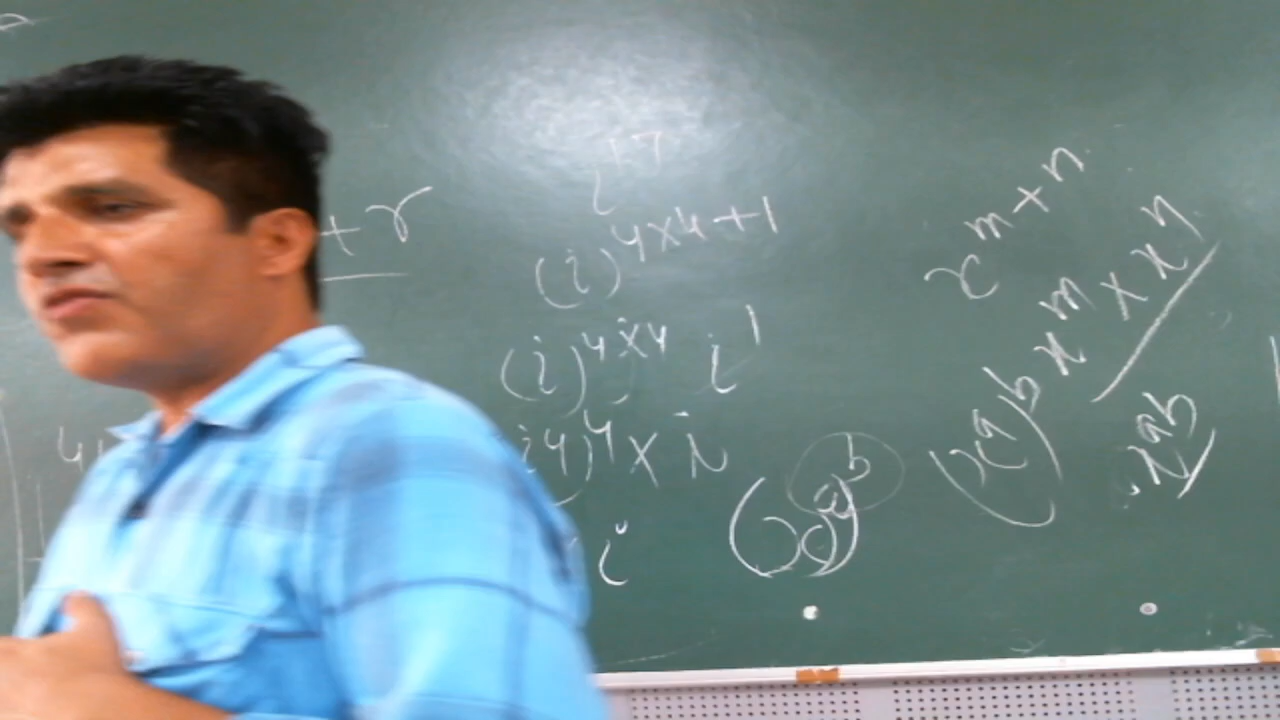 + r
i^17
(i)^4×4+1
(i)^4×4 i^1
i^4)^4 × i
i
(x^a)^b
x^m+n
x^m × x^n
(x^a)^b
x^ab